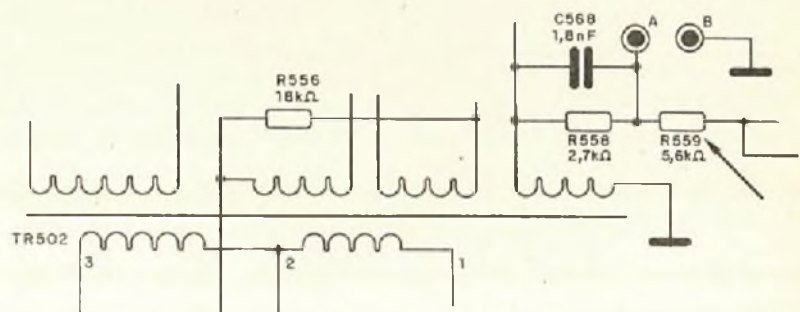 C568
1,8nF
A
B
R556
18kΩ
R558
2,7kΩ
R559
5,6kΩ
TR502
3
2
1